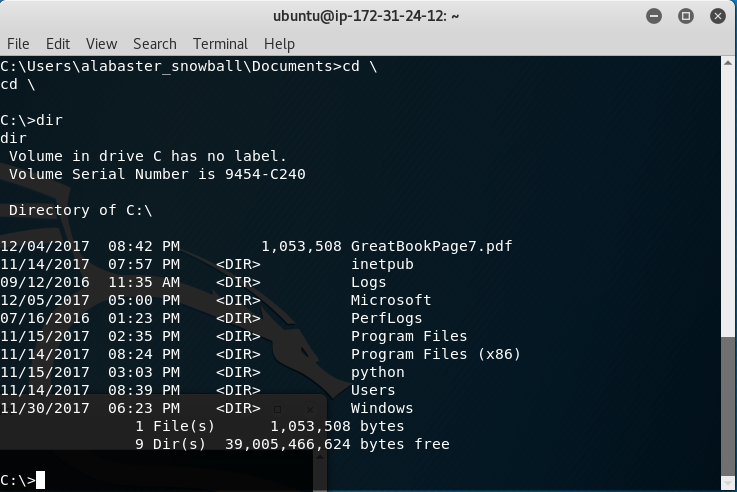 ubuntu@ip-172-31-24-12: ~
File Edit View Search Terminal Help
C:\Users\alabaster_snowball\Documents>cd \
cd \
C:\>dir
dir
 Volume in drive C has no label.
 Volume Serial Number is 9454-C240
 Directory of C:\
12/04/2017  08:42 PM         1,053,508 GreatBookPage7.pdf
11/14/2017  07:57 PM    <DIR>          inetpub
09/12/2016  11:35 AM    <DIR>          Logs
12/05/2017  05:00 PM    <DIR>          Microsoft
07/16/2016  01:23 PM    <DIR>          PerfLogs
11/15/2017  02:35 PM    <DIR>          Program Files
11/14/2017  08:24 PM    <DIR>          Program Files (x86)
11/15/2017  03:03 PM    <DIR>          python
11/14/2017  08:39 PM    <DIR>          Users
11/30/2017  06:23 PM    <DIR>          Windows
               1 File(s)      1,053,508 bytes
               9 Dir(s)  39,005,466,624 bytes free
C:\>